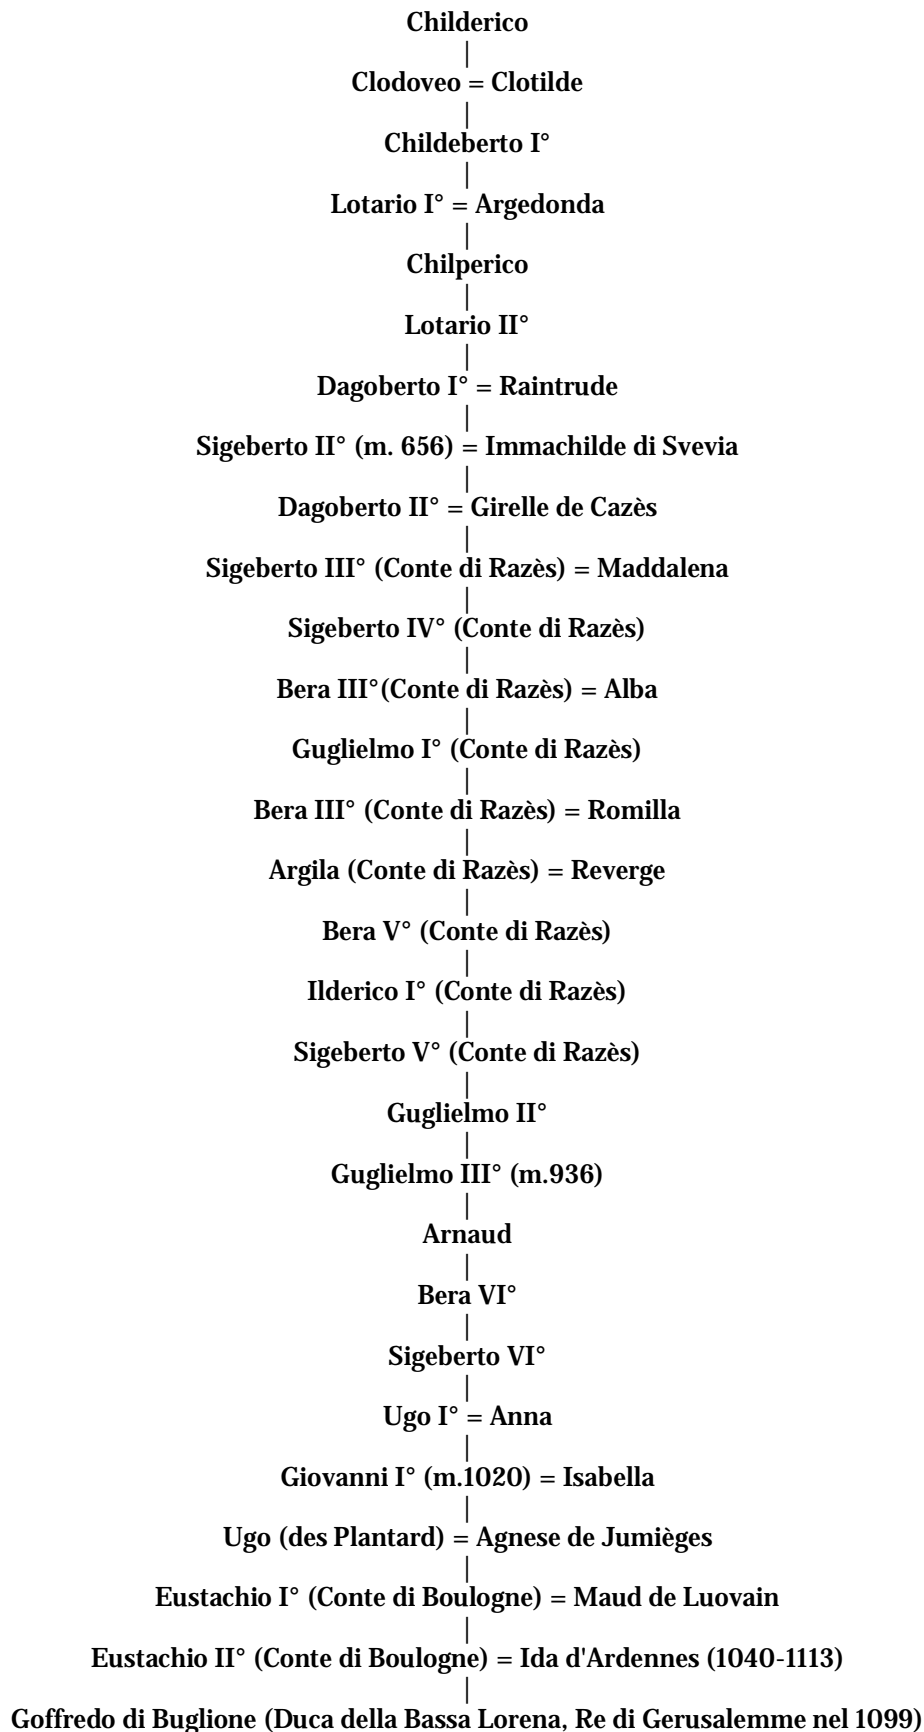 Childerico
Clodoveo = Clotilde
Childeberto I°
Lotario I° = Argedonda
Chilperico
Lotario II°
Dagoberto I° = Raintrude
Sigeberto II° (m. 656) = Immachilde di Svevia
Dagoberto II° = Girelle de Cazès
Sigeberto III° (Conte di Razès) = Maddalena
Sigeberto IV° (Conte di Razès)
Bera III°(Conte di Razès) = Alba
Guglielmo I° (Conte di Razès)
Bera III° (Conte di Razès) = Romilla
Argila (Conte di Razès) = Reverge
Bera V° (Conte di Razès)
Ilderico I° (Conte di Razès)
Sigeberto V° (Conte di Razès)
Guglielmo II°
Guglielmo III° (m.936)
Arnaud
Bera VI°
Sigeberto VI°
Ugo I° = Anna
Giovanni I° (m.1020) = Isabella
Ugo (des Plantard) = Agnese de Jumièges
Eustachio I° (Conte di Boulogne) = Maud de Luovain
Eustachio II° (Conte di Boulogne) = Ida d'Ardennes (1040-1113)
Goffredo di Buglione (Duca della Bassa Lorena, Re di Gerusalemme nel 1099)